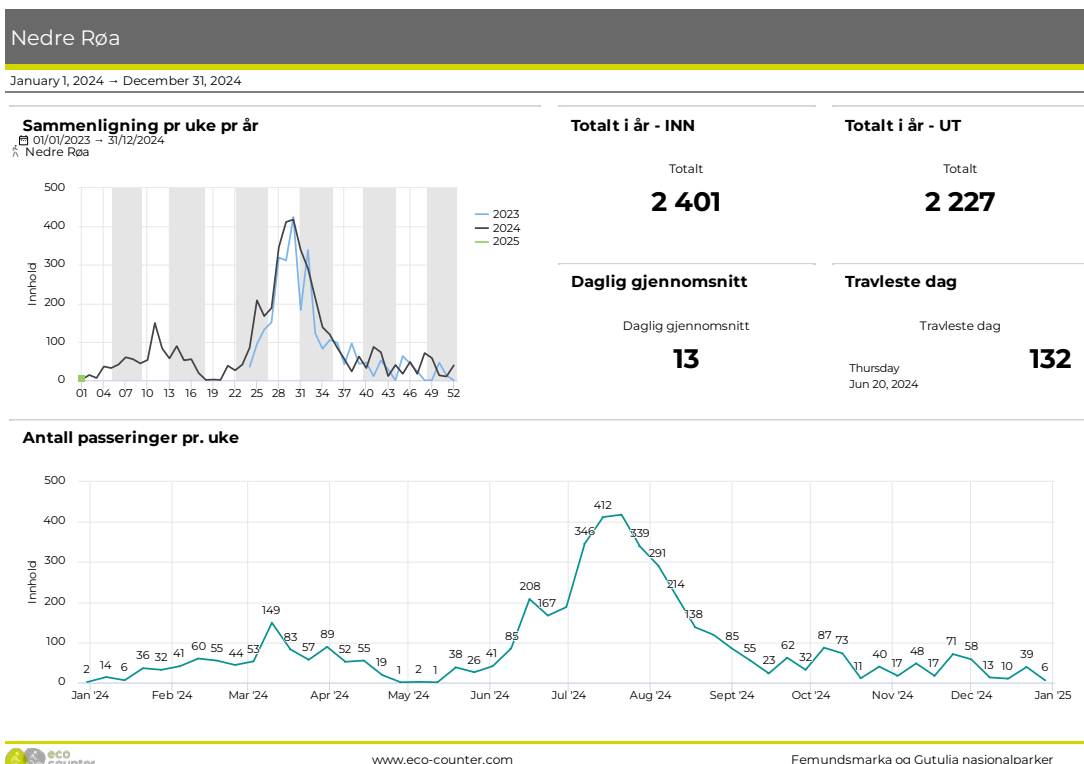 Nedre Røa
January 1, 2024 → December 31, 2024
Sammenligning pr uke pr år
01/01/2023 → 31/12/2024
Nedre Røa
500
400
300
200
100
0
Innhold
01 04 07 10 13 16 19 22 25 28 31 34 37 40 43 46 49 52
2023
2024
2025
Totalt i år - INN
Totalt
2 401
Totalt i år - UT
Totalt
2 227
Daglig gjennomsnitt
Daglig gjennomsnitt
13
Travleste dag
Travleste dag
Thursday
Jun 20, 2024
132
Antall passeringer pr. uke
500
400
300
200
100
0
Innhold
2 14 6 36 32 41 60 55 44 53 149 83 57 89 52 55 19 1 2 1 38 26 41 85 208 167 346 412 339 291 214 138 85 55 23 62 32 87 73 11 40 17 48 17 71 58 13 10 39 6
Jan '24 Feb '24 Mar '24 Apr '24 May '24 Jun '24 Jul '24 Aug '24 Sept '24 Oct '24 Nov '24 Dec '24 Jan '25
eco
counter
www.eco-counter.com
Femundsmarka og Gutulia nasjonalparker